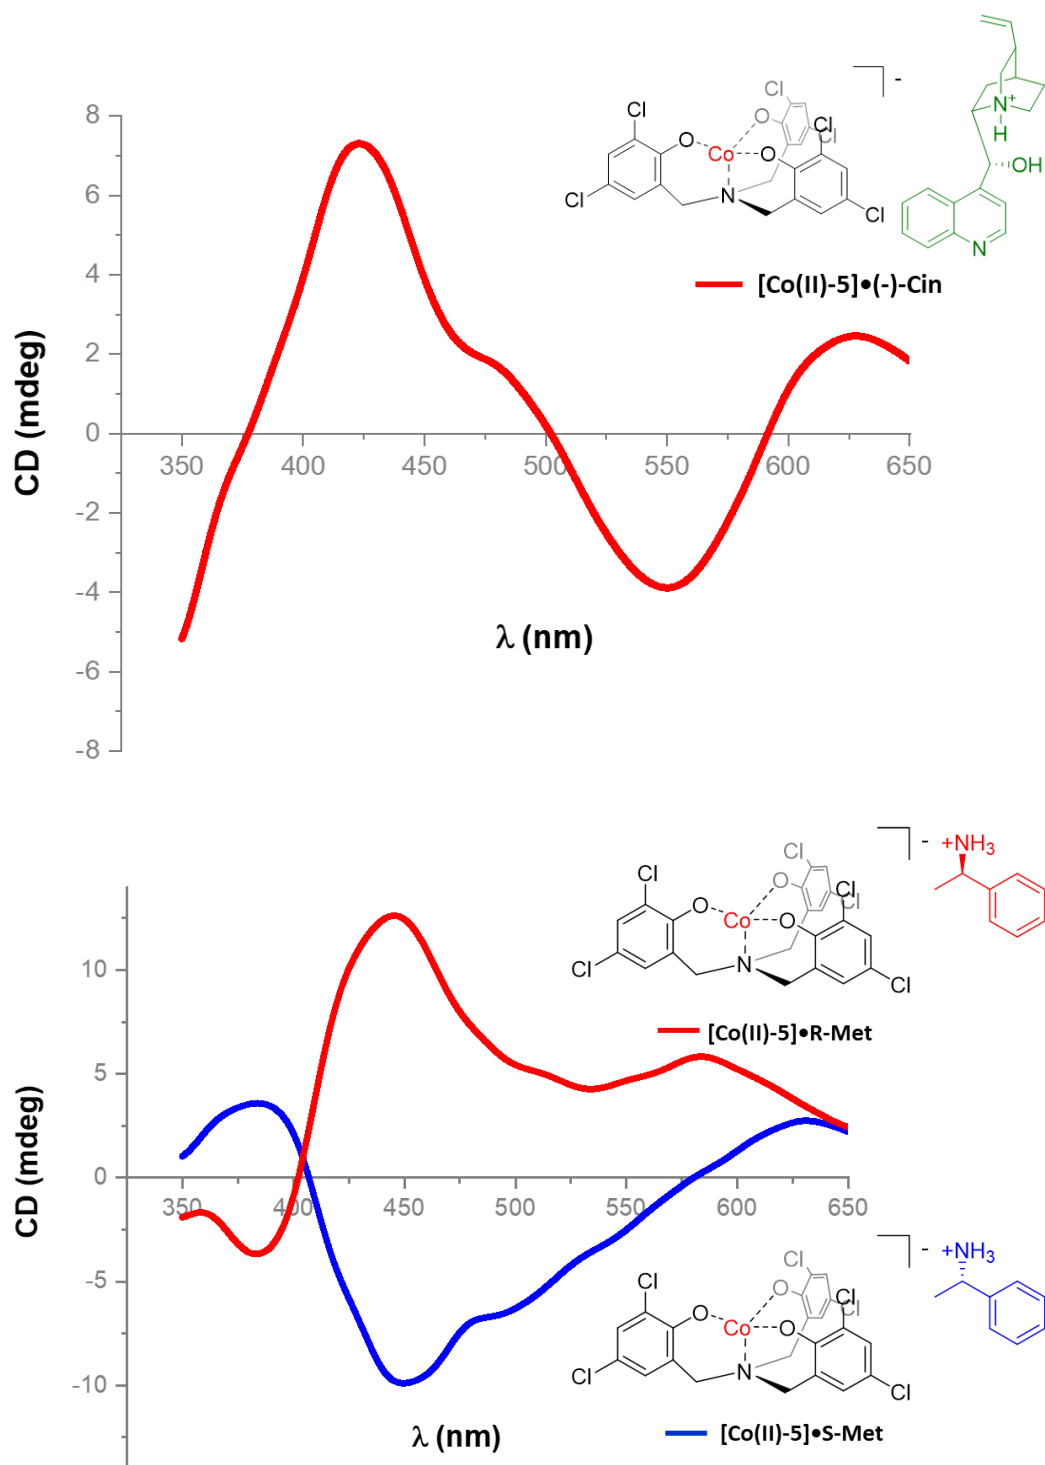 8
6
4
2
0
-2
-4
-6
-8
CD (mdeg)
350
400
450
500
550
600
650
λ (nm)
Cl
Cl
O
Co
O
O
Cl
Cl
Cl
Cl
N
-
N+
H
OH
N
[Co(II)-5]•(-)-Cin
10
5
0
-5
-10
CD (mdeg)
350
400
450
500
550
600
650
λ (nm)
Cl
Cl
O
Co
O
O
Cl
Cl
Cl
Cl
N
-
+NH3
[Co(II)-5]•R-Met
Cl
Cl
O
Co
O
O
Cl
Cl
Cl
Cl
N
-
+NH3
[Co(II)-5]•S-Met